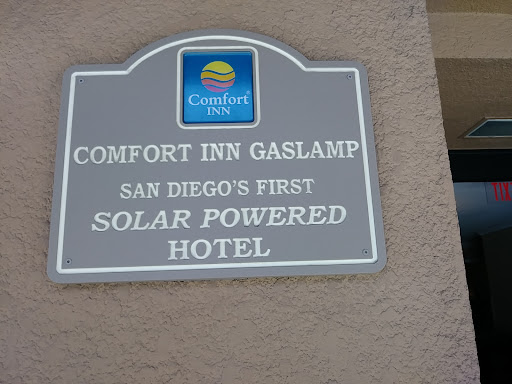 Comfort
INN
COMFORT INN GASLAMP
SAN DIEGO'S FIRST
SOLAR POWERED
HOTEL